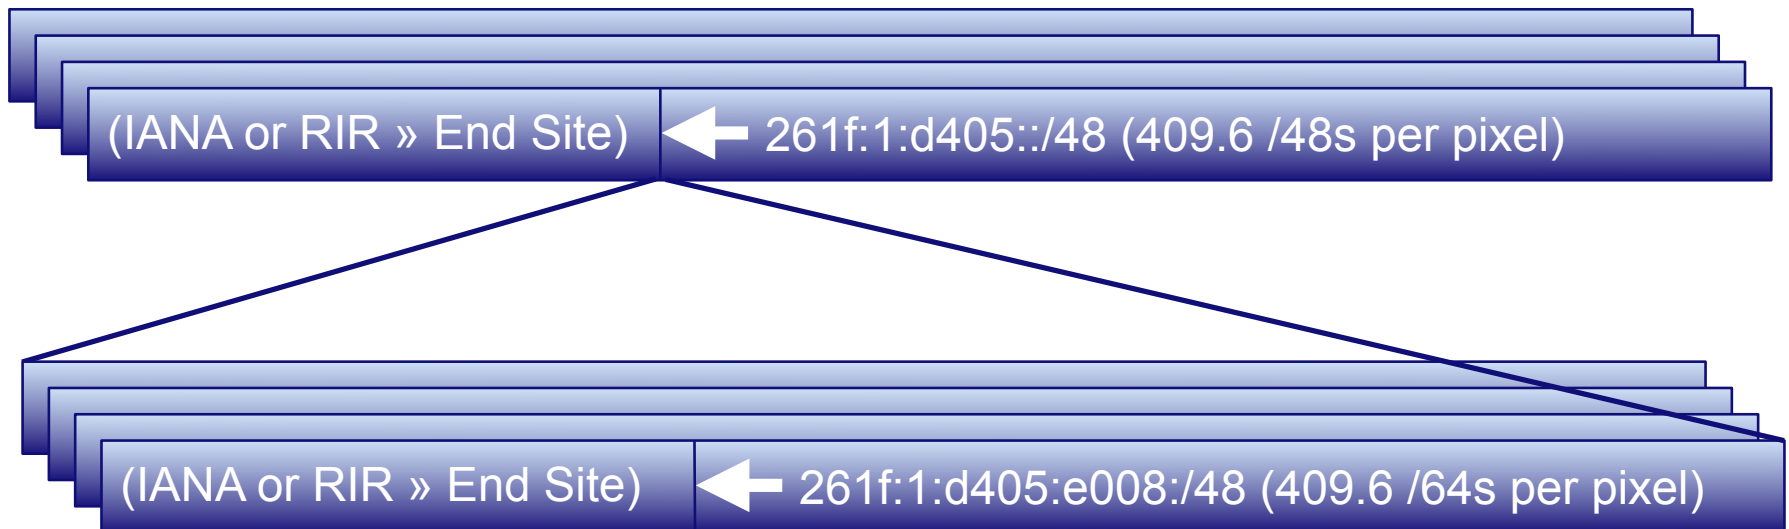 (IANA or RIR » End Site) 261f:1:d405::/48 (409.6 /48s per pixel)
(IANA or RIR » End Site) 261f:1:d405:e008:/48 (409.6 /64s per pixel)